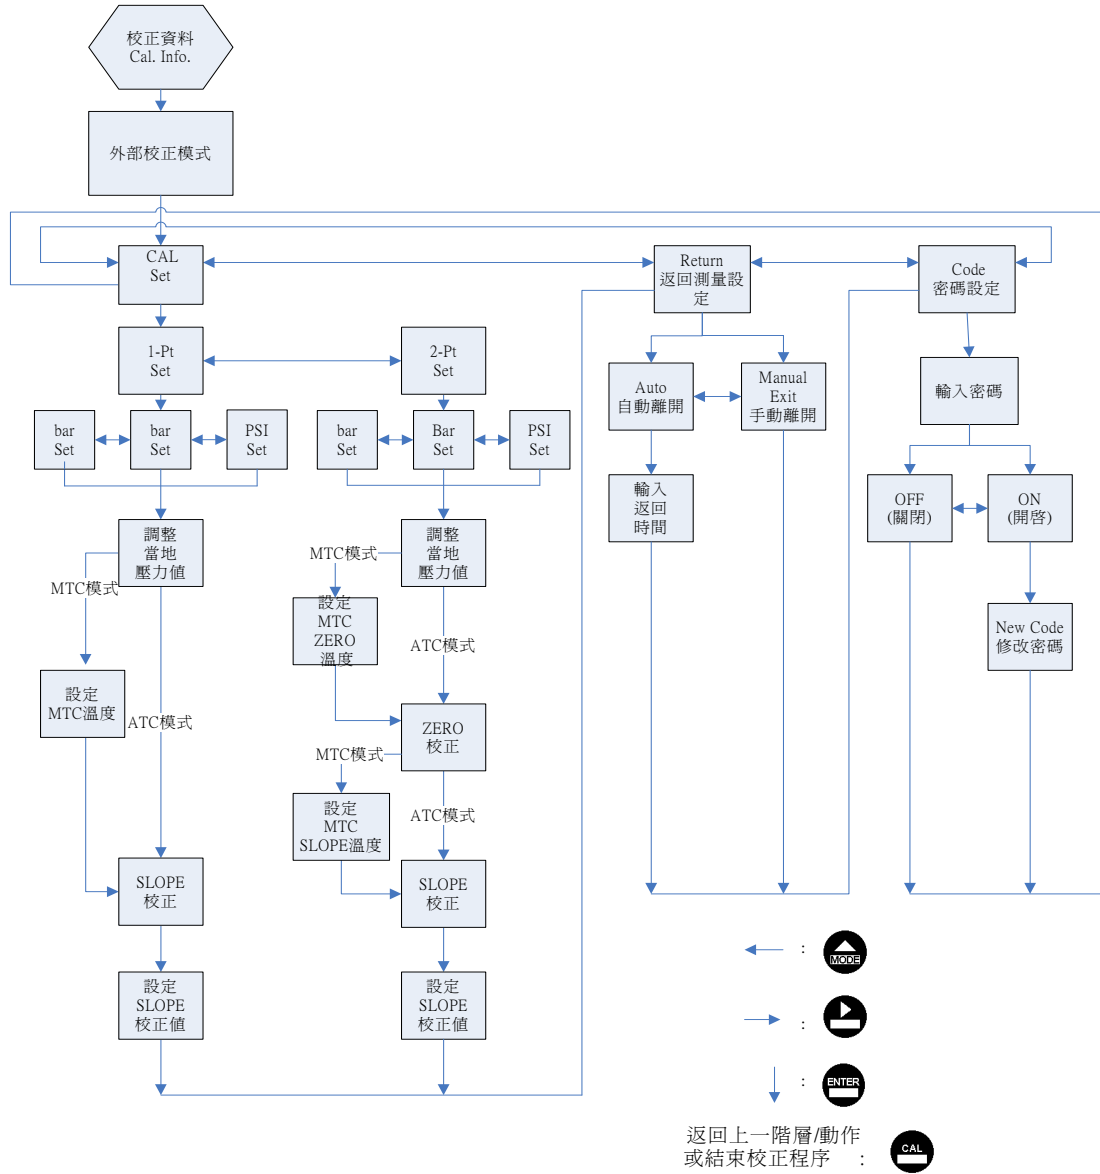 校正資料
Cal. Info.
外部校正模式
CAL
Set
Return
返回測量設
定
Code
密碼設定
1-Pt
Set
2-Pt
Set
Auto
自動離開
Manual
Exit
手動離開
輸入密碼
bar
Set
bar
Set
PSI
Set
bar
Set
Bar
Set
PSI
Set
輸入
返回
時間
OFF
(關閉)
ON
(開啓)
調整
當地
壓力值
MTC模式
調整
當地
壓力值
MTC模式
設定
MTC
ZERO
溫度
ATC模式
New Code
修改密碼
設定
MTC溫度
ATC模式
ZERO
校正
MTC模式
設定
MTC
SLOPE溫度
ATC模式
SLOPE
校正
SLOPE
校正
設定
SLOPE
校正值
設定
SLOPE
校正值
:
MODE
:
:
ENTER
返回上一階層/動作
或結束校正程序 :
CAL